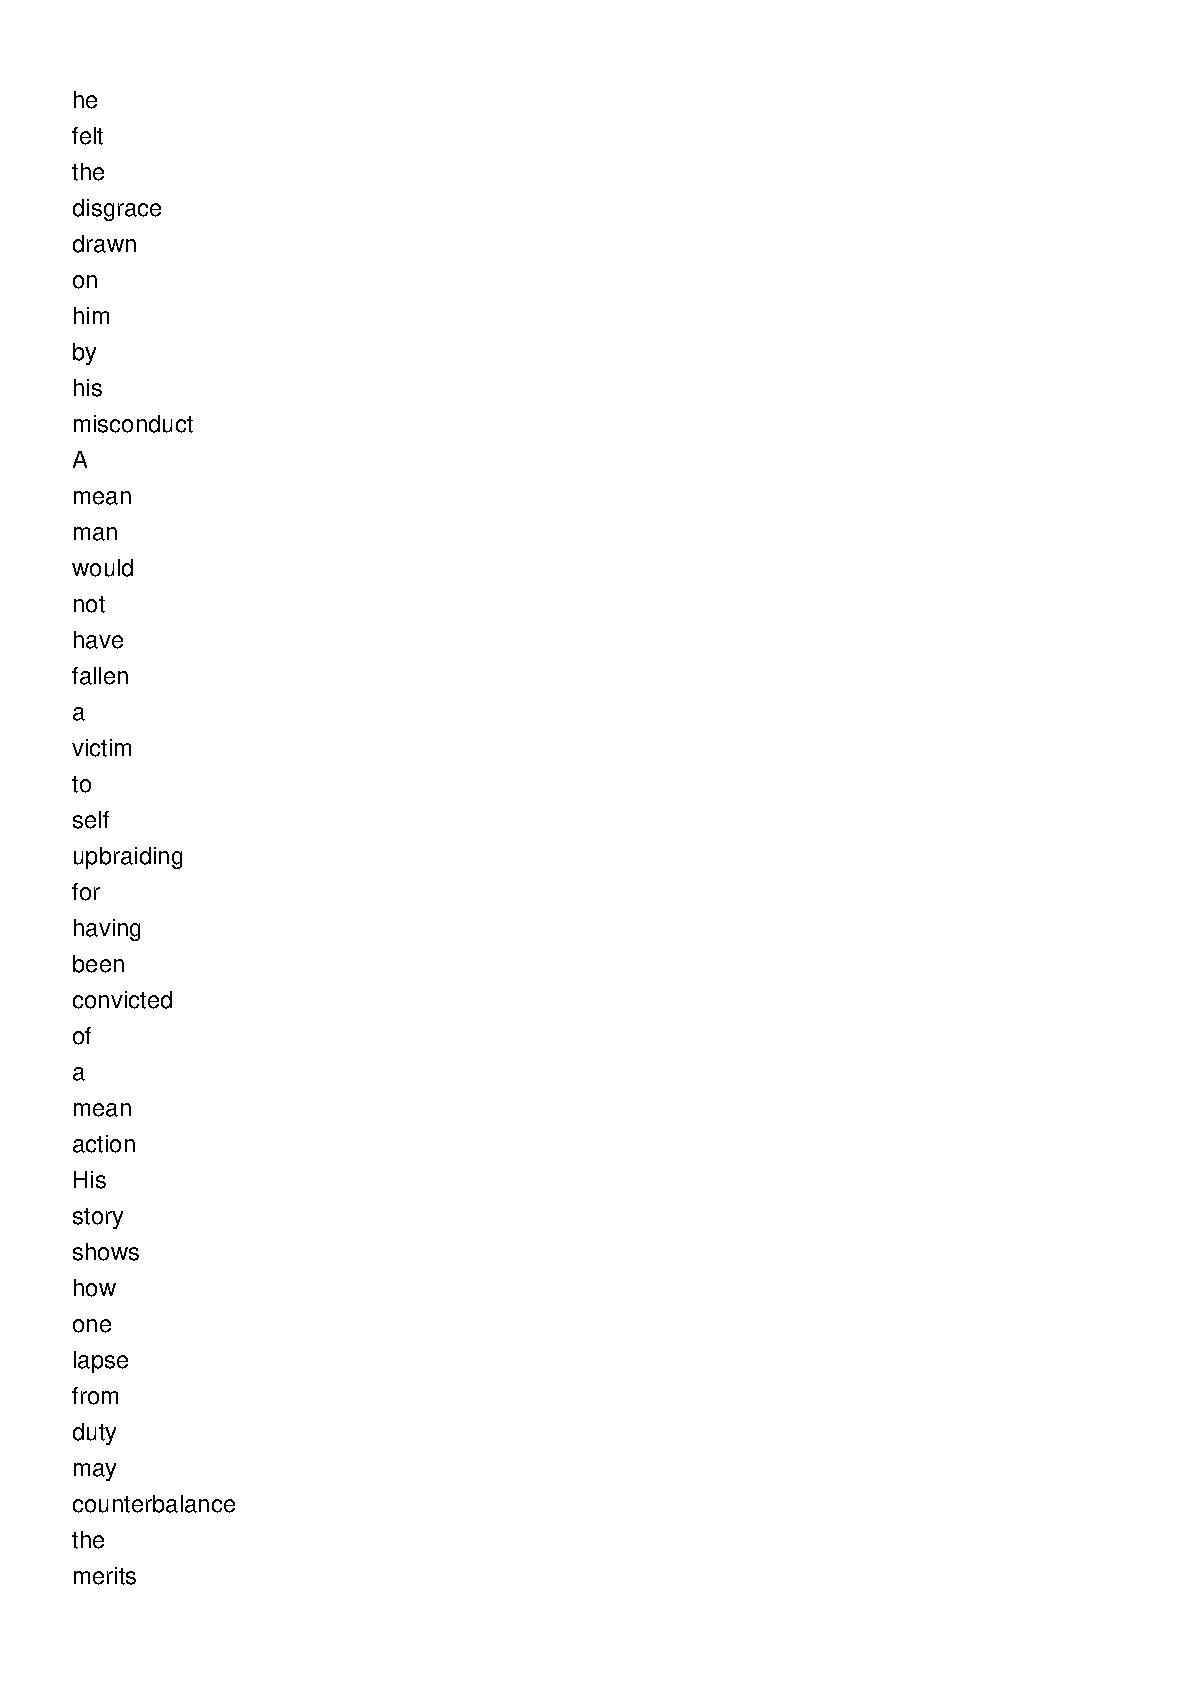 he
felt
the
disgrace
drawn
on
him
by
his
misconduct
A
mean
man
would
not
have
fallen
a
victim
to
self
upbraiding
for
having
been
convicted
of
a
mean
action
His
story
shows
how
one
lapse
from
duty
may
counterbalance
the
merits